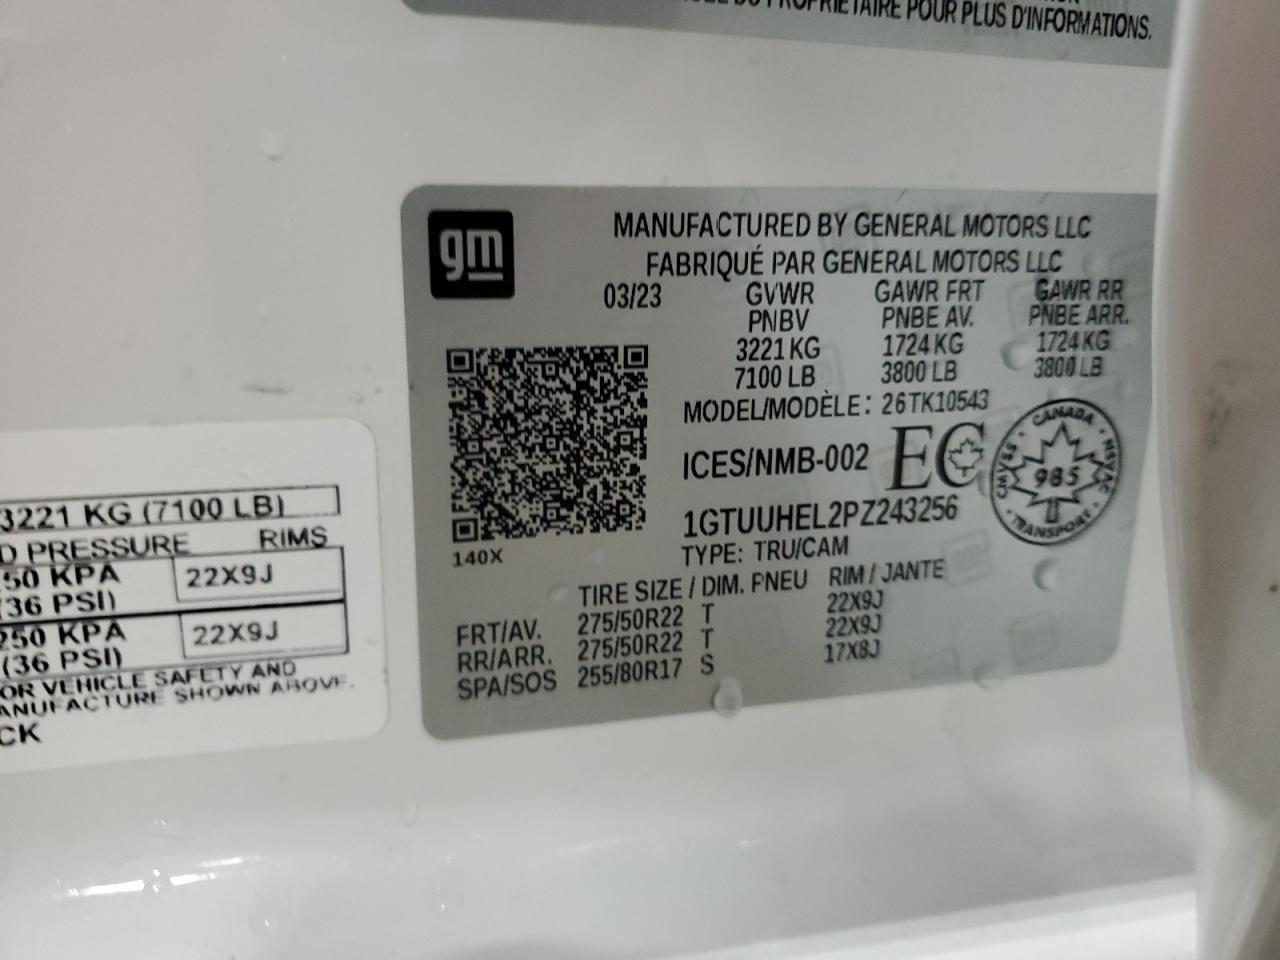 DU PROPRIÉTAIRE POUR PLUS D'INFORMATIONS.
gm
MANUFACTURED BY GENERAL MOTORS LLC
FABRIQUÉ PAR GENERAL MOTORS LLC
03/23 GVWR GAWR FRT GAWR RR
PNBV PNBE AV. PNBE ARR.
3221 KG 1724 KG 1724 KG
7100 LB 3800 LB 3800 LB
MODEL/MODÈLE: 26TK10543
ICES/NMB-002 EC
CANADA
CMVSS 985 NSVAC
TRANSPORT
1GTUUHEL2PZ243256
140X
TYPE: TRU/CAM
TIRE SIZE / DIM. PNEU RIM / JANTE
FRT/AV. 275/50R22 T 22X9J
RR/ARR. 275/50R22 T 22X9J
SPA/SOS 255/80R17 S 17X8J
3221 KG (7100 LB)
D PRESSURE RIMS
50 KPA 22X9J
(36 PSI)
250 KPA 22X9J
(36 PSI)
OR VEHICLE SAFETY AND
ANUFACTURE SHOWN ABOVE.
CK